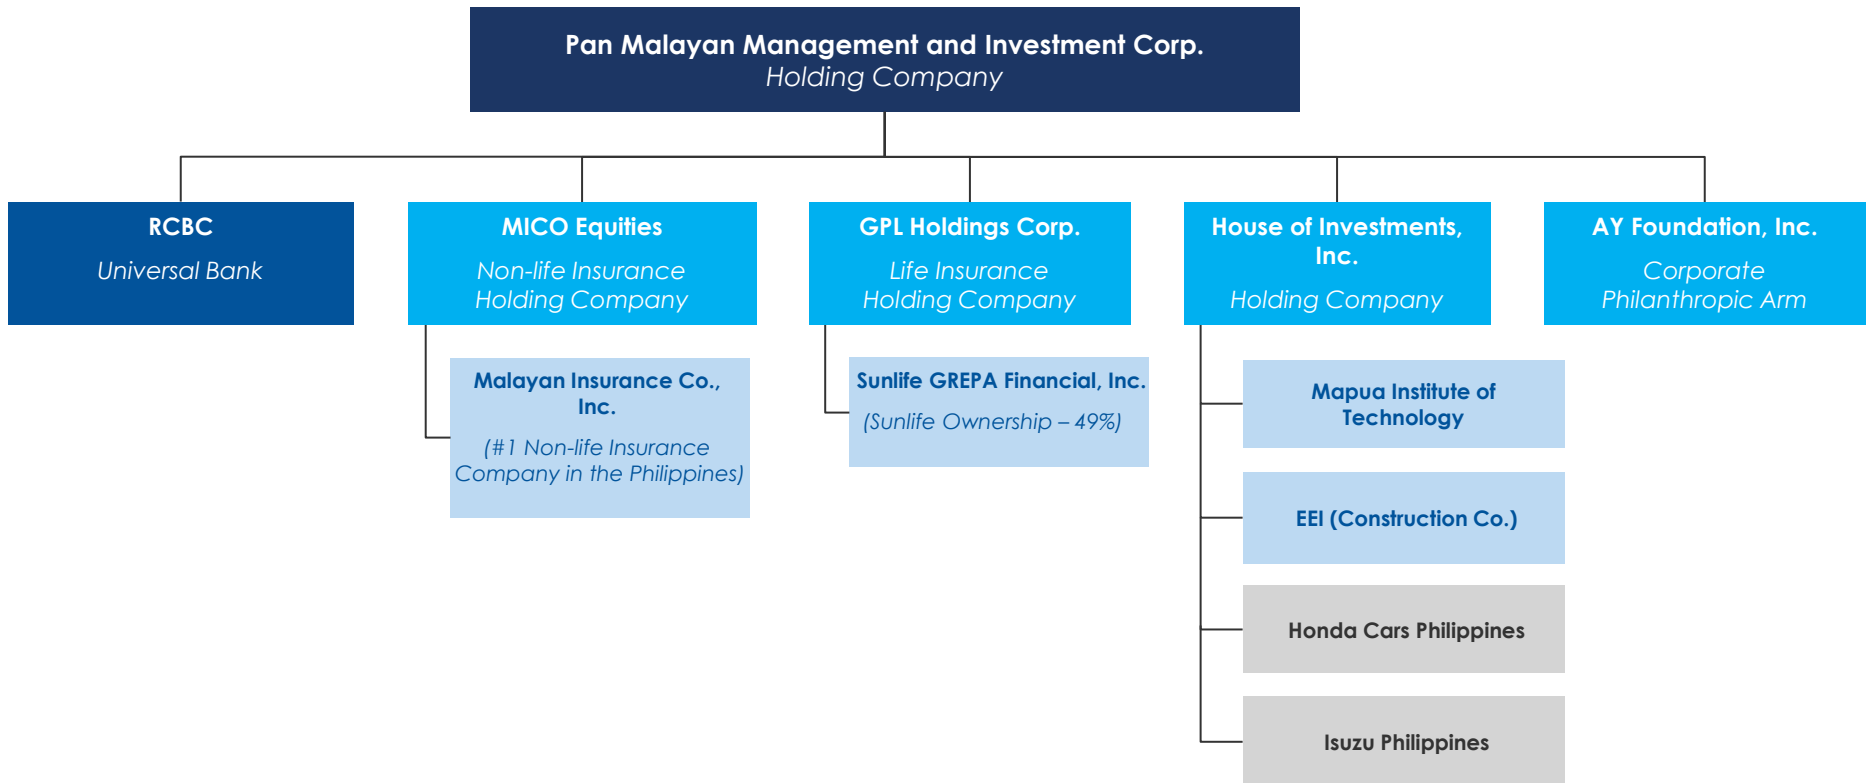 Pan Malayan Management and Investment Corp.
Holding Company
RCBC
Universal Bank
MICO Equities
Non-life Insurance
Holding Company
GPL Holdings Corp.
Life Insurance
Holding Company
House of Investments,
Inc.
Holding Company
AY Foundation, Inc.
Corporate
Philanthropic Arm
Malayan Insurance Co.,
Inc.
(#1 Non-life Insurance
Company in the Philippines)
Sunlife GREPA Financial, Inc.
(Sunlife Ownership – 49%)
Mapua Institute of
Technology
EEI (Construction Co.)
Honda Cars Philippines
Isuzu Philippines